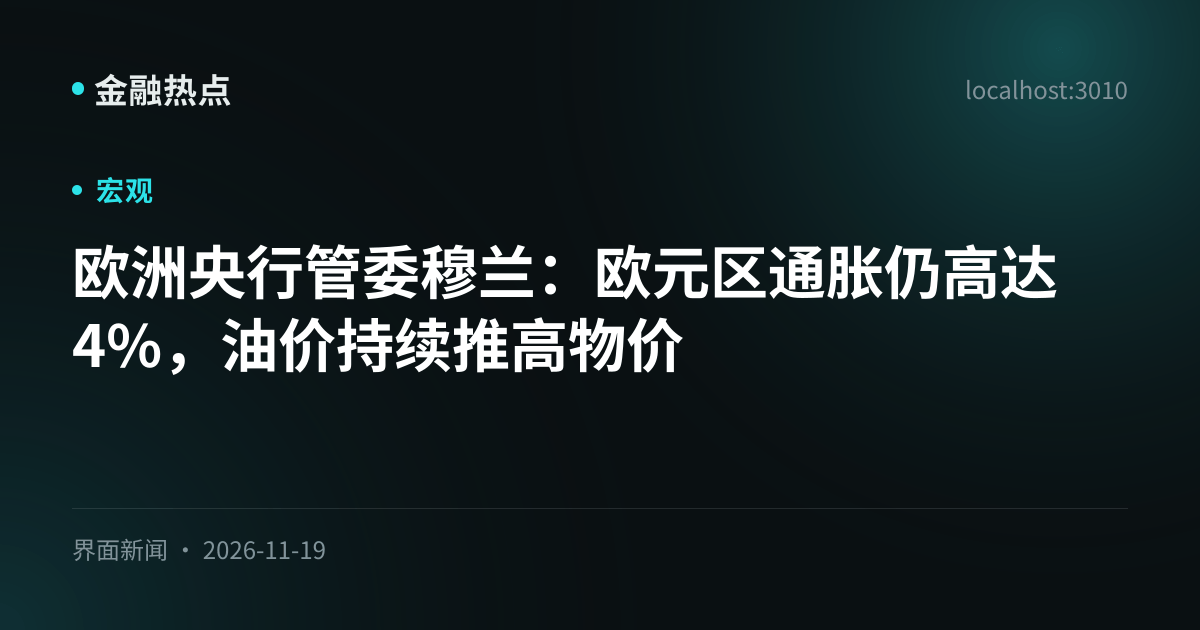 金融热点
localhost:3010
宏观
欧洲央行管委穆兰：欧元区通胀仍高达
4%，油价持续推高物价
界面新闻 • 2026-11-19